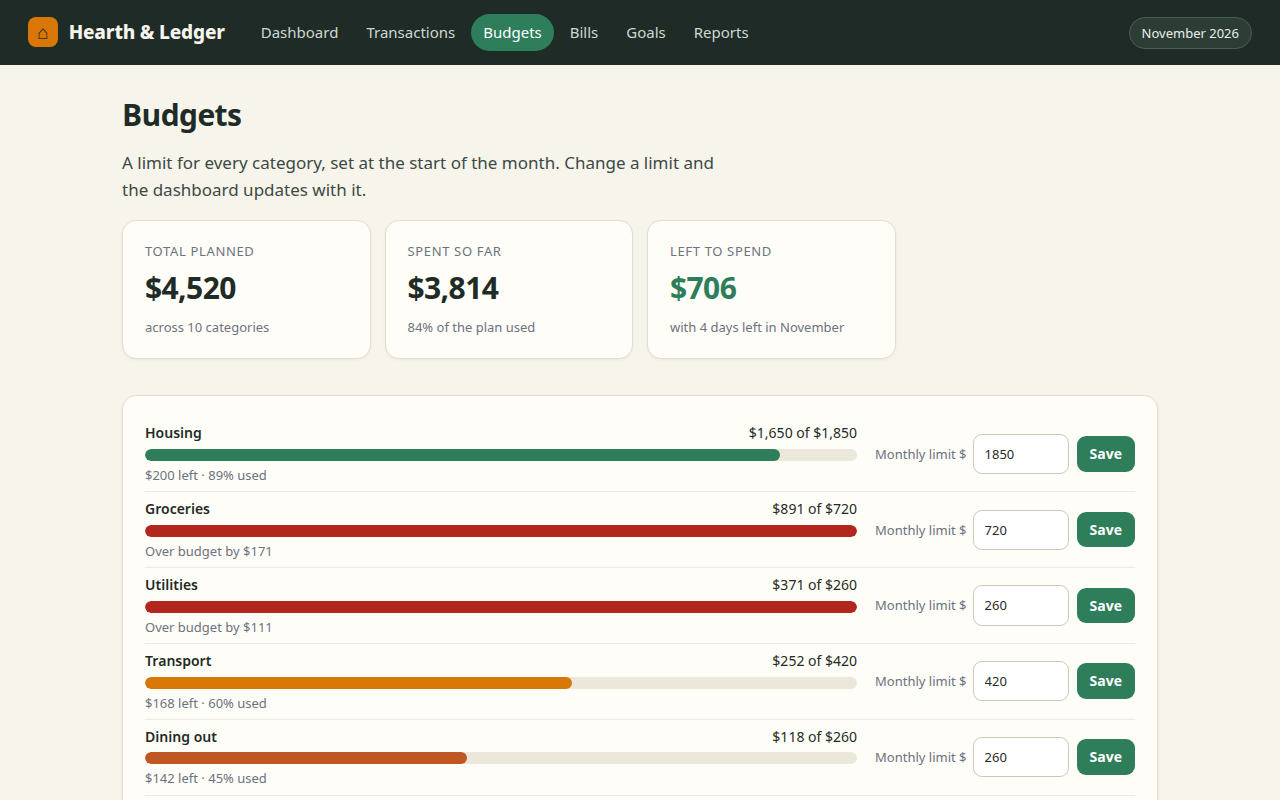 Hearth & Ledger
Dashboard
Transactions
Budgets
Bills
Goals
Reports
November 2026
Budgets
A limit for every category, set at the start of the month. Change a limit and
the dashboard updates with it.
TOTAL PLANNED
$4,520
across 10 categories
SPENT SO FAR
$3,814
84% of the plan used
LEFT TO SPEND
$706
with 4 days left in November
Housing
$1,650 of $1,850
$200 left · 89% used
Monthly limit $
1850
Save
Groceries
$891 of $720
Over budget by $171
Monthly limit $
720
Save
Utilities
$371 of $260
Over budget by $111
Monthly limit $
260
Save
Transport
$252 of $420
$168 left · 60% used
Monthly limit $
420
Save
Dining out
$118 of $260
$142 left · 45% used
Monthly limit $
260
Save